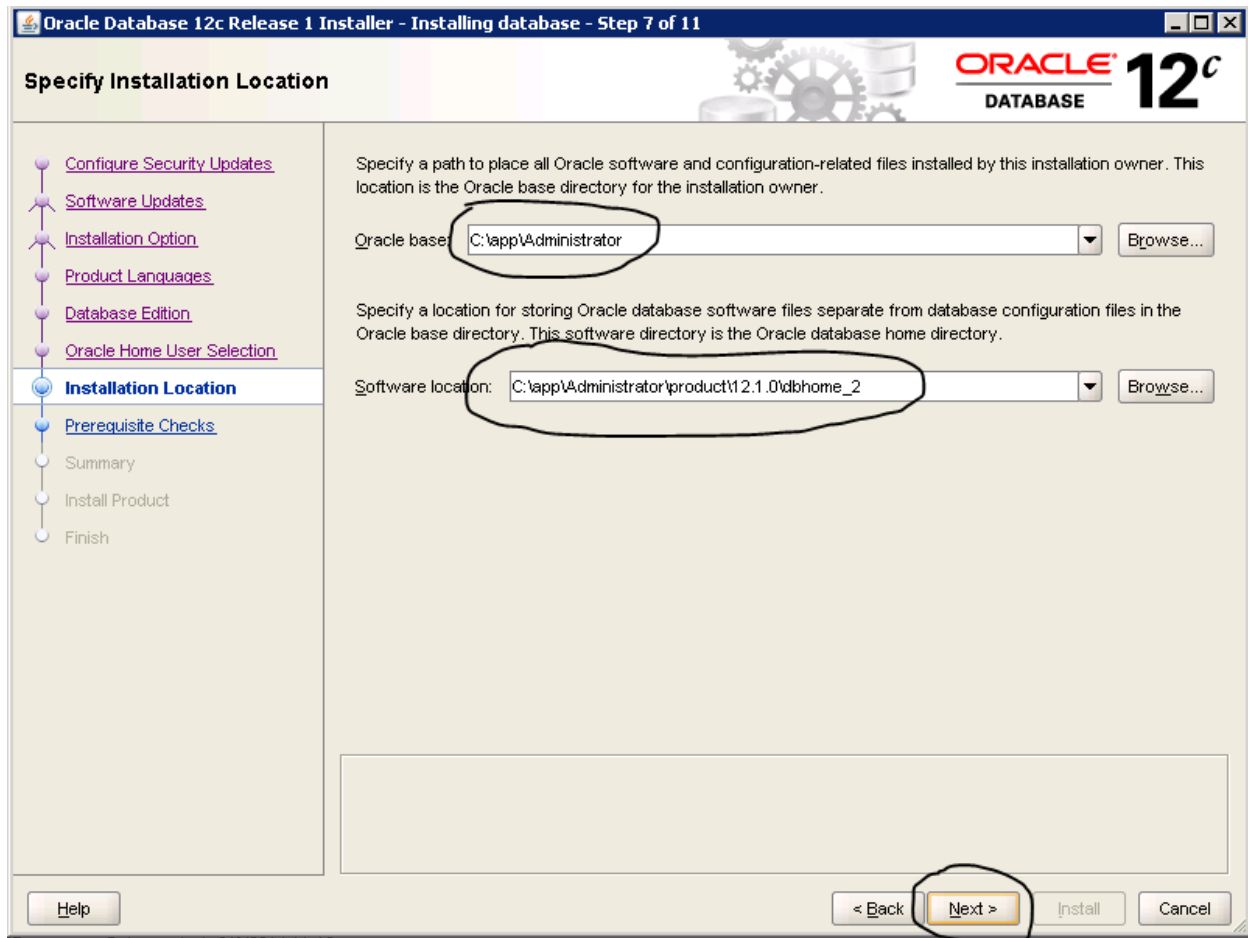 Oracle Database 12c Release 1 Installer - Installing database - Step 7 of 11
Specify Installation Location
ORACLE
DATABASE
12c
Configure Security Updates
Software Updates
Installation Option
Product Languages
Database Edition
Oracle Home User Selection
Installation Location
Prerequisite Checks
Summary
Install Product
Finish
Specify a path to place all Oracle software and configuration-related files installed by this installation owner. This
location is the Oracle base directory for the installation owner.
Oracle base: C:\app\Administrator Browse...
Specify a location for storing Oracle database software files separate from database configuration files in the
Oracle base directory. This software directory is the Oracle database home directory.
Software location: C:\app\Administrator\product\12.1.0\dbhome_2 Browse...
Help < Back Next > Install Cancel